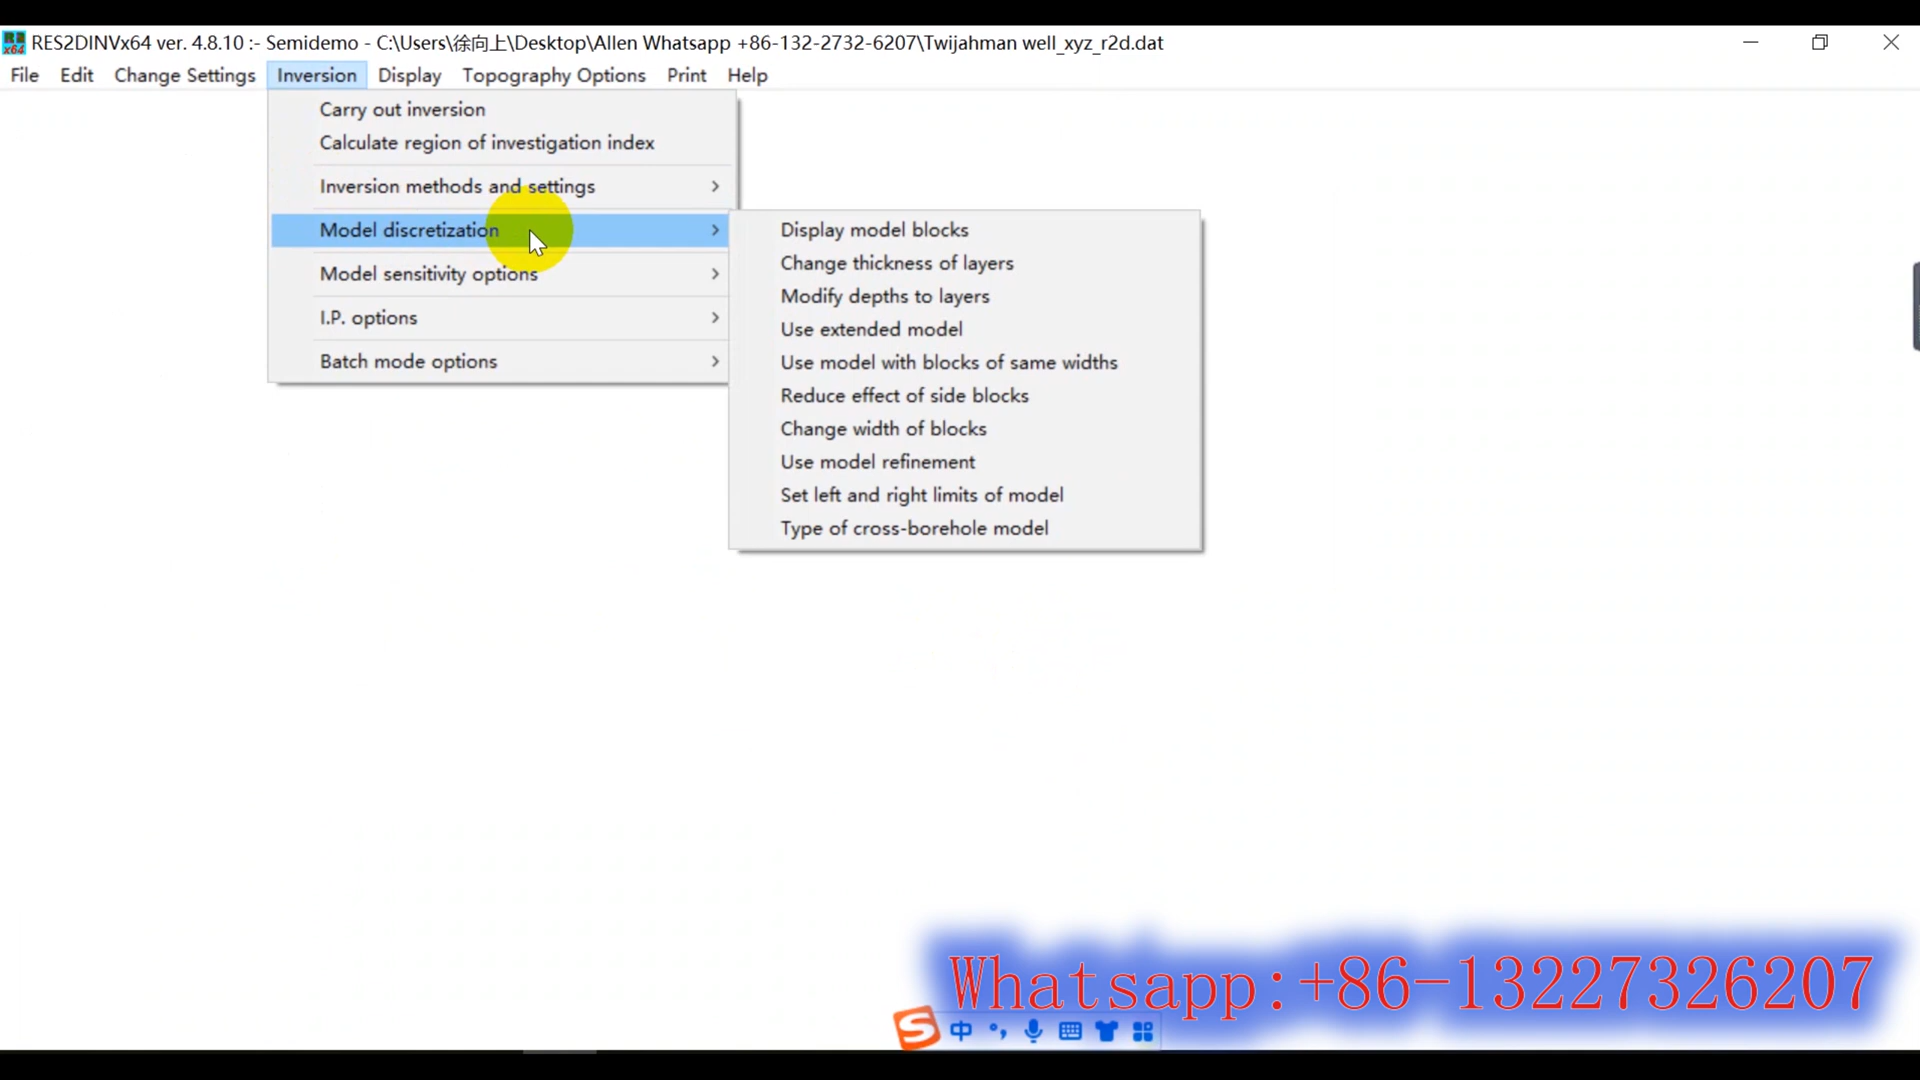 RES2DINVx64 ver. 4.8.10 :- Semidemo - C:\Users\徐向上\Desktop\Allen Whatsapp +86-132-2732-6207\Twijahman well_xyz_r2d.dat
File Edit Change Settings Inversion Display Topography Options Print Help
Carry out inversion
Calculate region of investigation index
Inversion methods and settings
Model discretization
Model sensitivity options
I.P. options
Batch mode options
Display model blocks
Change thickness of layers
Modify depths to layers
Use extended model
Use model with blocks of same widths
Reduce effect of side blocks
Change width of blocks
Use model refinement
Set left and right limits of model
Type of cross-borehole model
Whatsapp:+86-13227326207
S 中